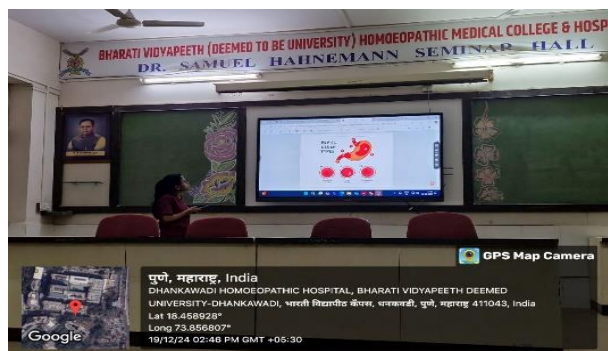 BHARATI VIDYAPEETH (DEEMED TO BE UNIVERSITY) HOMOEOPATHIC MEDICAL COLLEGE & HOSP
DR. SAMUEL HAHNEMANN SEMINAR HALL
GPS Map Camera
पुणे, महाराष्ट्र, India
DHANKAWADI HOMOEOPATHIC HOSPITAL, BHARATI VIDYAPEETH DEEMED
UNIVERSITY-DHANKAWADI, भारती विद्यापीठ कॅंपस, धनकवडी, पुणे, महाराष्ट्र 411043, India
Lat 18.458928°
Long 73.856807°
19/12/24 02:46 PM GMT +05:30
Google